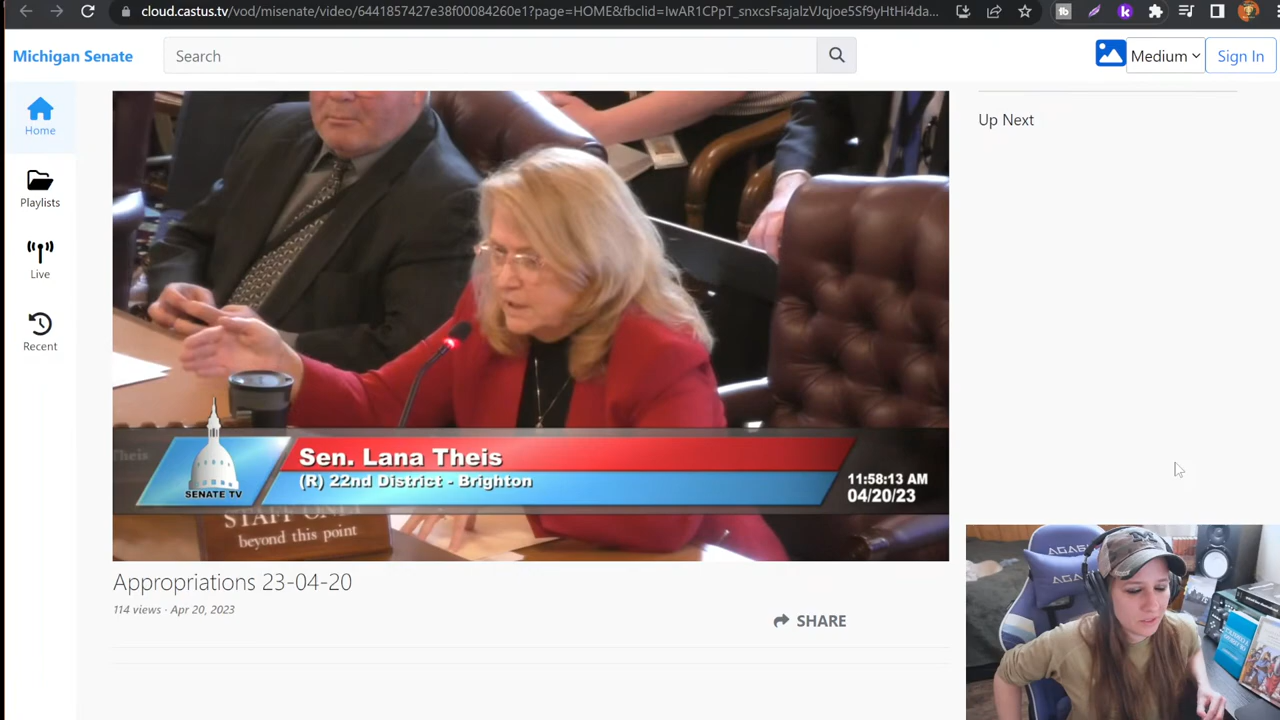 cloud.castus.tv/vod/misenate/video/6441857427e38f00084260e1?page=HOME&fbclid=IwAR1CPpT_snxcsFsajalzVJqjoe5Sf9yHtHi4da...
Michigan Senate
Search
Medium
Sign In
Home
Playlists
Live
Recent
Up Next
Theis
Sen. Lana Theis
(R) 22nd District - Brighton
SENATE TV
11:58:13 AM
04/20/23
STAFF ONLY
beyond this point
Appropriations 23-04-20
114 views · Apr 20, 2023
SHARE